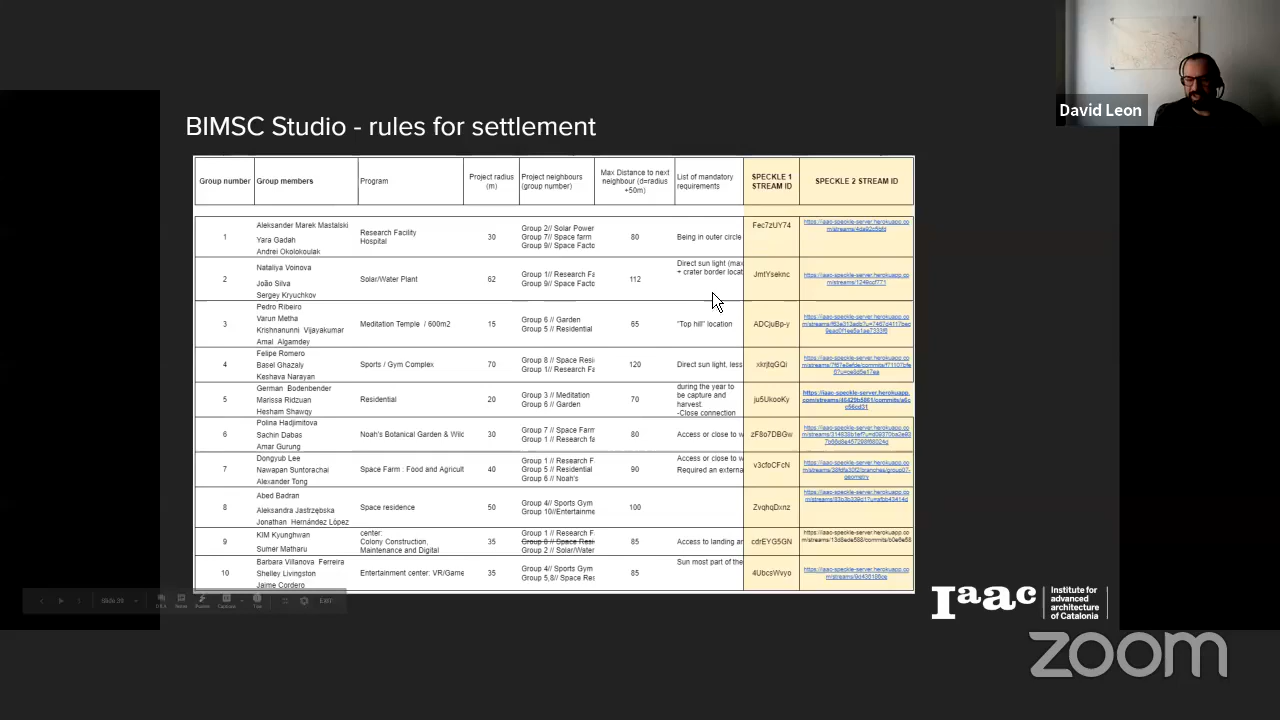 David Leon
BIMSC Studio - rules for settlement
Group number
Group members
Program
Project radius
(m)
Project neighbours
(group number)
Max Distance to next
neighbour (d=radius
+50m)
List of mandatory
requirements
SPECKLE 1
STREAM ID
SPECKLE 2 STREAM ID
1
Aleksander Marek Mastalski
Yara Gadah
Andrei Okolokoulak
Research Facility
Hospital
30
Group 2// Solar Power
Group 7// Space farm
Group 9// Space Facto
80
Being in outer circle
Fec7zUY74
2
Nataliya Voinova
João Silva
Sergey Kryuchkov
Solar/Water Plant
62
Group 1// Research Fa
Group 9// Space Facto
112
Direct sun light (max
+ crater border locat
JmtYseknc
3
Pedro Ribeiro
Varun Metha
Krishnanunni Vijayakumar
Amal Algamdey
Meditation Temple / 600m2
15
Group 6 // Garden
Group 5 // Residential
65
"Top hill" location
ADCjuBp-y
4
Felipe Romero
Basel Ghazaly
Keshava Narayan
Sports / Gym Complex
70
Group 8 // Space Resi
Group 1// Research Fa
120
Direct sun light, less
xkrjtqGQi
5
German Bodenbender
Marissa Ridzuan
Hesham Shawqy
Residential
20
Group 3 // Meditation
Group 6 // Garden
70
during the year to
be capture and
harvest.
-Close connection
ju5UkooKy
6
Polina Hadjimitova
Sachin Dabas
Amar Gurung
Noah's Botanical Garden & Wild
30
Group 7 // Space Farm
Group 1 // Research fa
80
Access or close to w
zF8o7DBGw
7
Dongyub Lee
Nawapan Suntorachai
Alexander Tong
Space Farm : Food and Agricult
40
Group 1 // Research F
Group 5 // Residential
Group 6 // Noah's
90
Access or close to w
Required an externa
v3cfoCFcN
8
Abed Badran
Aleksandra Jastrzębska
Jonathan Hernández López
Space residence
50
Group 4// Sports Gym
Group 10//Entertainme
100
ZvqhqDxnz
9
KIM Kyunghwan
Sumer Matharu
center:
Colony Construction,
Maintenance and Digital
35
Group 1 // Research F
Group 8 // Space Resi
Group 2 // Solar/Water
85
Access to landing ar
cdrEYG5GN
10
Barbara Villanova Ferreira
Shelley Livingston
Jaime Cordero
Entertainment center: VR/Game
35
Group 4// Sports Gym
Group 5,8// Space Res
85
Sun most part of the
4UbcsWvyo
Slide 39
EXIT
Iaac
Institute for
advanced
architecture
of Catalonia
zoom